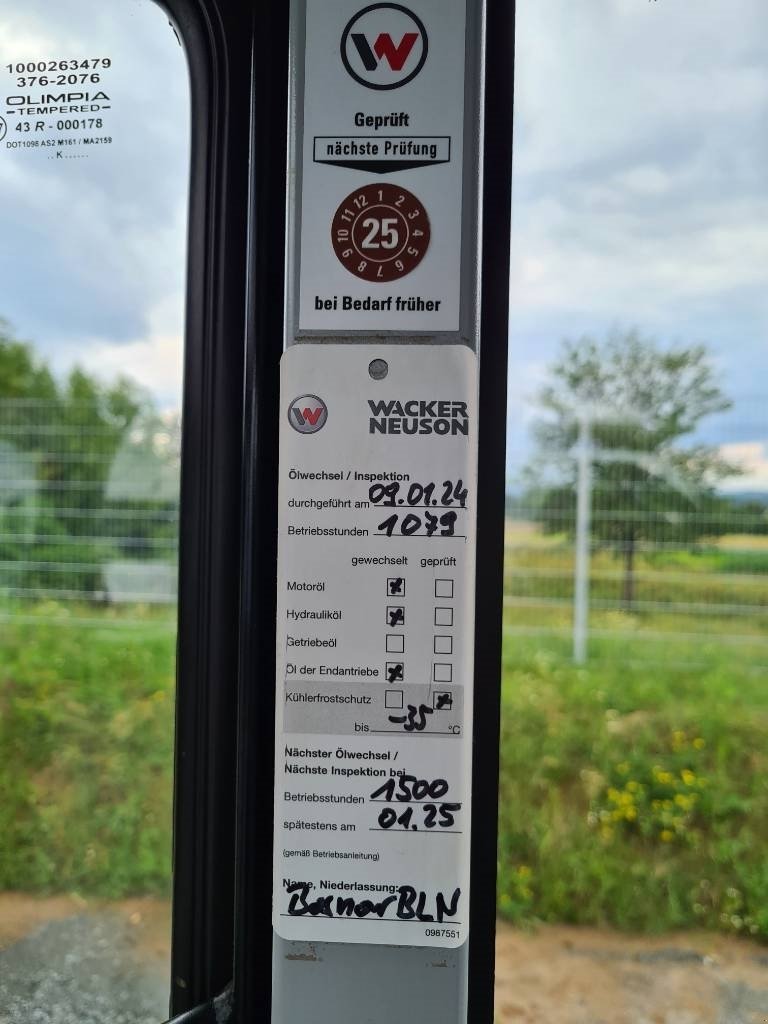 1000263479
376-2076
OLIMPIA
-TEMPERED-
43 R - 000178
DOT1098 AS2 M161 / MA2159
..K......
W
Geprüft
nächste Prüfung
1 2 3 4 5 6 7 8 9 10 11 12
25
bei Bedarf früher
W WACKER
NEUSON
Ölwechsel / Inspektion
durchgeführt am 09.01.24
Betriebsstunden 1079
gewechselt geprüft
Motoröl
Hydrauliköl
Getriebeöl
Öl der Endantriebe
Kühlerfrostschutz
bis -35 °C
Nächster Ölwechsel /
Nächste Inspektion bei
Betriebsstunden 1500
spätestens am 01.25
(gemäß Betriebsanleitung)
Name, Niederlassung:
BLN
0987551